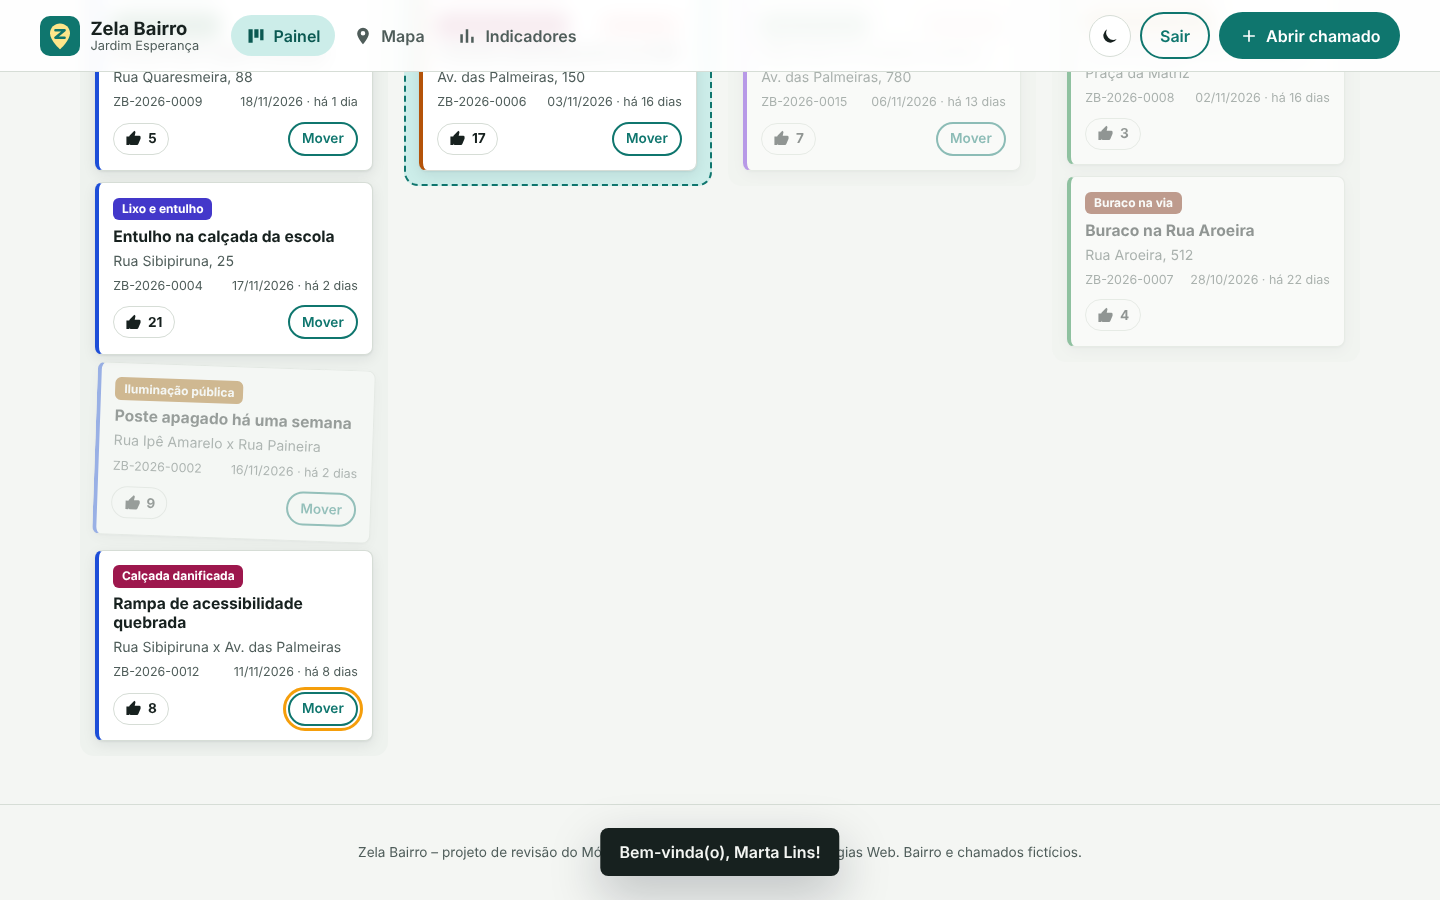 Zela Bairro
Jardim Esperança
Painel
Mapa
Indicadores
Sair
Abrir chamado
Rua Quaresmeira, 88
ZB-2026-0009
18/11/2026 · há 1 dia
5
Mover
Lixo e entulho
Entulho na calçada da escola
Rua Sibipiruna, 25
ZB-2026-0004
17/11/2026 · há 2 dias
21
Mover
Iluminação pública
Poste apagado há uma semana
Rua Ipê Amarelo x Rua Paineira
ZB-2026-0002
16/11/2026 · há 2 dias
9
Mover
Calçada danificada
Rampa de acessibilidade
quebrada
Rua Sibipiruna x Av. das Palmeiras
ZB-2026-0012
11/11/2026 · há 8 dias
8
Mover
Av. das Palmeiras, 150
ZB-2026-0006
03/11/2026 · há 16 dias
17
Mover
Av. das Palmeiras, 780
ZB-2026-0015
06/11/2026 · há 13 dias
7
Mover
Praça da Matriz
ZB-2026-0008
02/11/2026 · há 16 dias
3
Buraco na via
Buraco na Rua Aroeira
Rua Aroeira, 512
ZB-2026-0007
28/10/2026 · há 22 dias
4
Zela Bairro – projeto de revisão do
Web. Bairro e chamados fictícios.
Bem-vinda(o), Marta Lins!